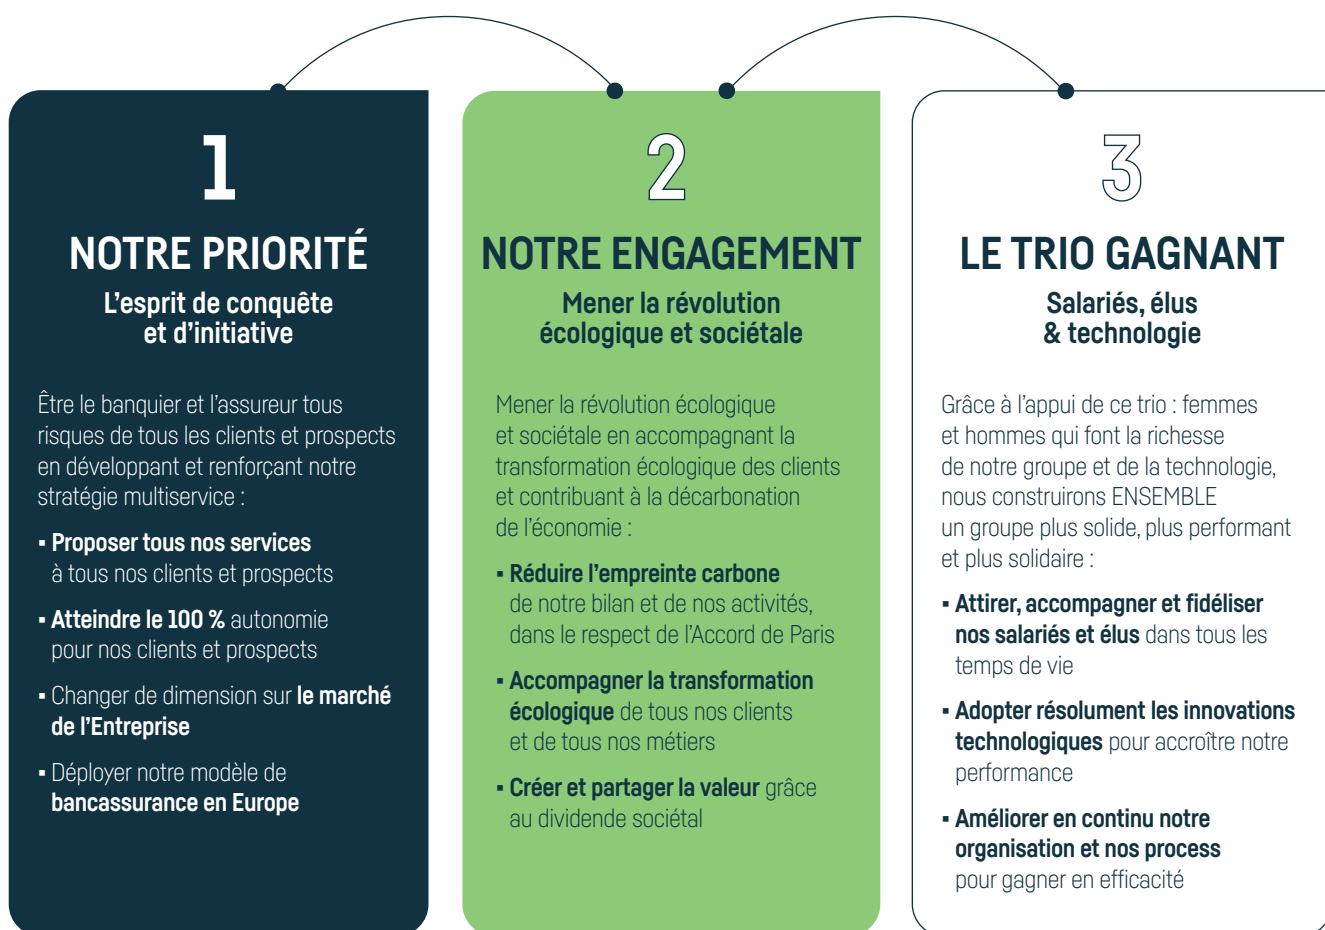 1
NOTRE PRIORITÉ
L’esprit de conquête
et d’initiative
Être le banquier et l’assureur tous
risques de tous les clients et prospects
en développant et renforçant notre
stratégie multiservice :
▪ Proposer tous nos services
à tous nos clients et prospects
▪ Atteindre le 100 % autonomie
pour nos clients et prospects
▪ Changer de dimension sur le marché
de l’Entreprise
▪ Déployer notre modèle de
bancassurance en Europe
2
NOTRE ENGAGEMENT
Mener la révolution
écologique et sociétale
Mener la révolution écologique
et sociétale en accompagnant la
transformation écologique des clients
et contribuant à la décarbonation
de l’économie :
▪ Réduire l’empreinte carbone
de notre bilan et de nos activités,
dans le respect de l’Accord de Paris
▪ Accompagner la transformation
écologique de tous nos clients
et de tous nos métiers
▪ Créer et partager la valeur grâce
au dividende sociétal
3
LE TRIO GAGNANT
Salariés, élus
& technologie
Grâce à l’appui de ce trio : femmes
et hommes qui font la richesse
de notre groupe et de la technologie,
nous construirons ENSEMBLE
un groupe plus solide, plus performant
et plus solidaire :
▪ Attirer, accompagner et fidéliser
nos salariés et élus dans tous les
temps de vie
▪ Adopter résolument les innovations
technologiques pour accroître notre
performance
▪ Améliorer en continu notre
organisation et nos process
pour gagner en efficacité